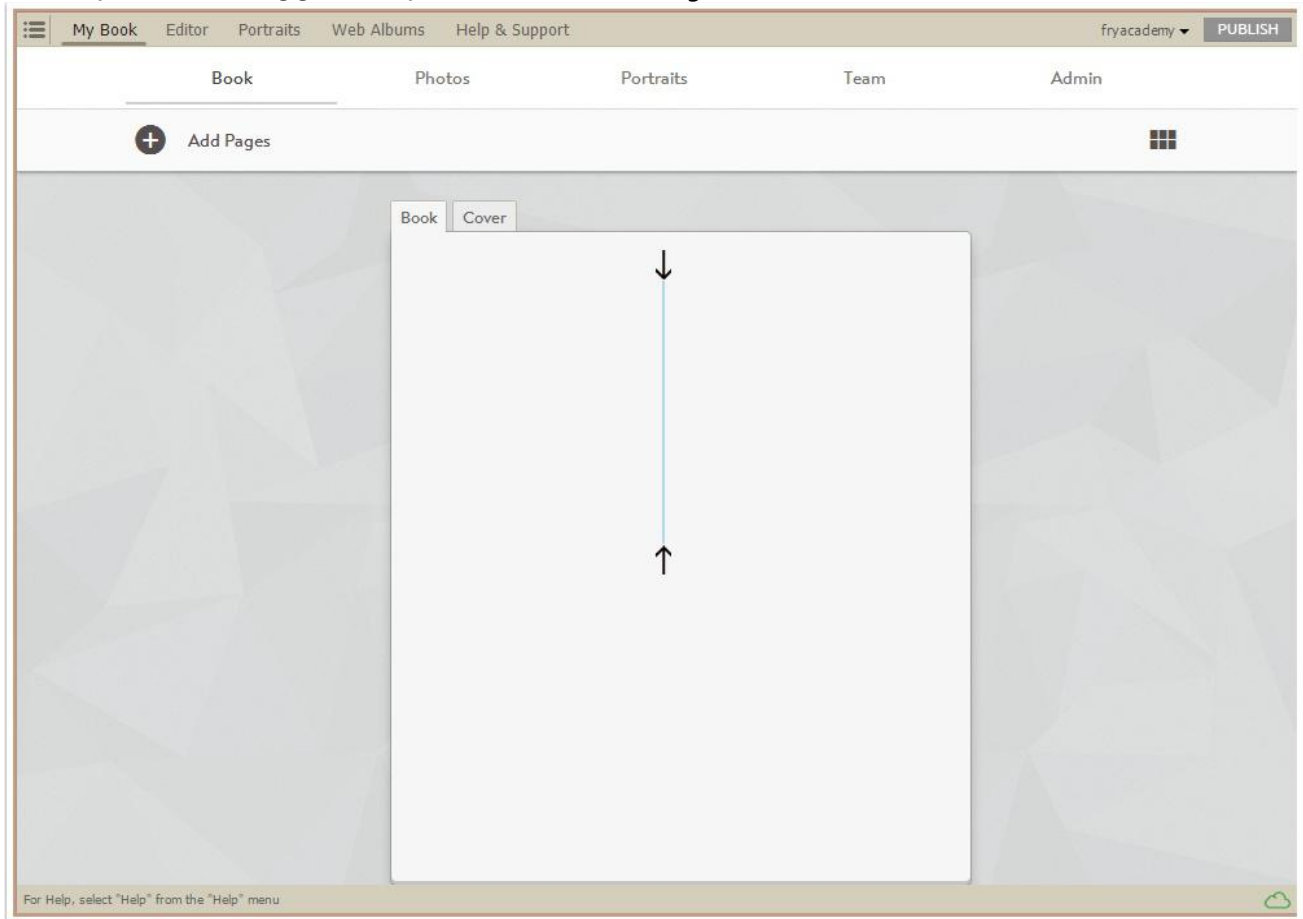 My Book Editor Portraits Web Albums Help & Support fryacademy PUBLISH
Book Photos Portraits Team Admin
Add Pages
Book Cover
For Help, select "Help" from the "Help" menu